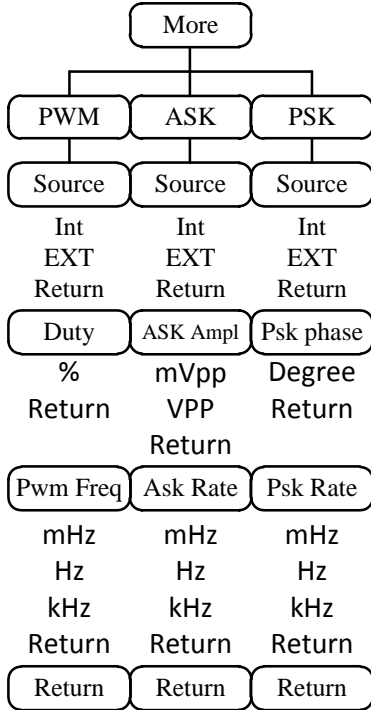 More
PWM ASK PSK
Source Source Source
Int Int Int
EXT EXT EXT
Return Return Return
Duty ASK Ampl Psk phase
% mVpp Degree
Return VPP Return
Return
Pwm Freq Ask Rate Psk Rate
mHz mHz mHz
Hz Hz Hz
kHz kHz kHz
Return Return Return
Return Return Return